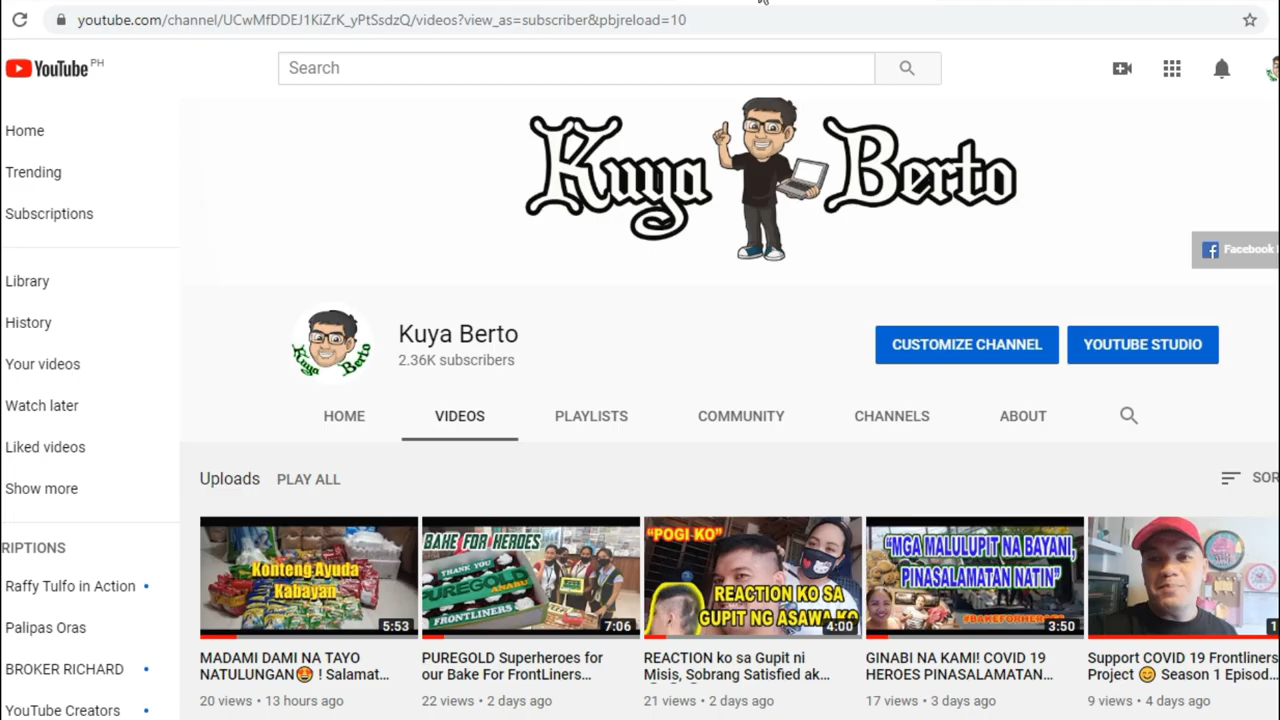 youtube.com/channel/UCwMfDDEJ1KiZrK_yPtSsdzQ/videos?view_as=subscriber&pbjreload=10
YouTube PH
Search
Home
Trending
Subscriptions
Library
History
Your videos
Watch later
Liked videos
Show more
RIPTIONS
Raffy Tulfo in Action
Palipas Oras
BROKER RICHARD
YouTube Creators
Kuya Berto
Facebook
Kuya Berto
Kuya Berto
2.36K subscribers
CUSTOMIZE CHANNEL
YOUTUBE STUDIO
HOME VIDEOS PLAYLISTS COMMUNITY CHANNELS ABOUT
Uploads PLAY ALL
SOR
Konteng Ayuda
Kabayan
5:53
MADAMI DAMI NA TAYO
NATULUNGAN🤩 ! Salamat...
20 views • 13 hours ago
BAKE FOR HEROES
THANK YOU
PUREGOLD
FRONTLINERS
7:06
PUREGOLD Superheroes for
our Bake For FrontLiners...
22 views • 2 days ago
"POGI KO"
REACTION KO SA
GUPIT NG ASAWA KO
4:00
REACTION ko sa Gupit ni
Misis, Sobrang Satisfied ak...
21 views • 2 days ago
"MGA MALULUPIT NA BAYANI,
PINASALAMATAN NATIN"
#BAKEFORHEROES
3:50
GINABI NA KAMI! COVID 19
HEROES PINASALAMATAN...
17 views • 3 days ago
1
Support COVID 19 Frontliners
Project 😊 Season 1 Episod...
9 views • 4 days ago